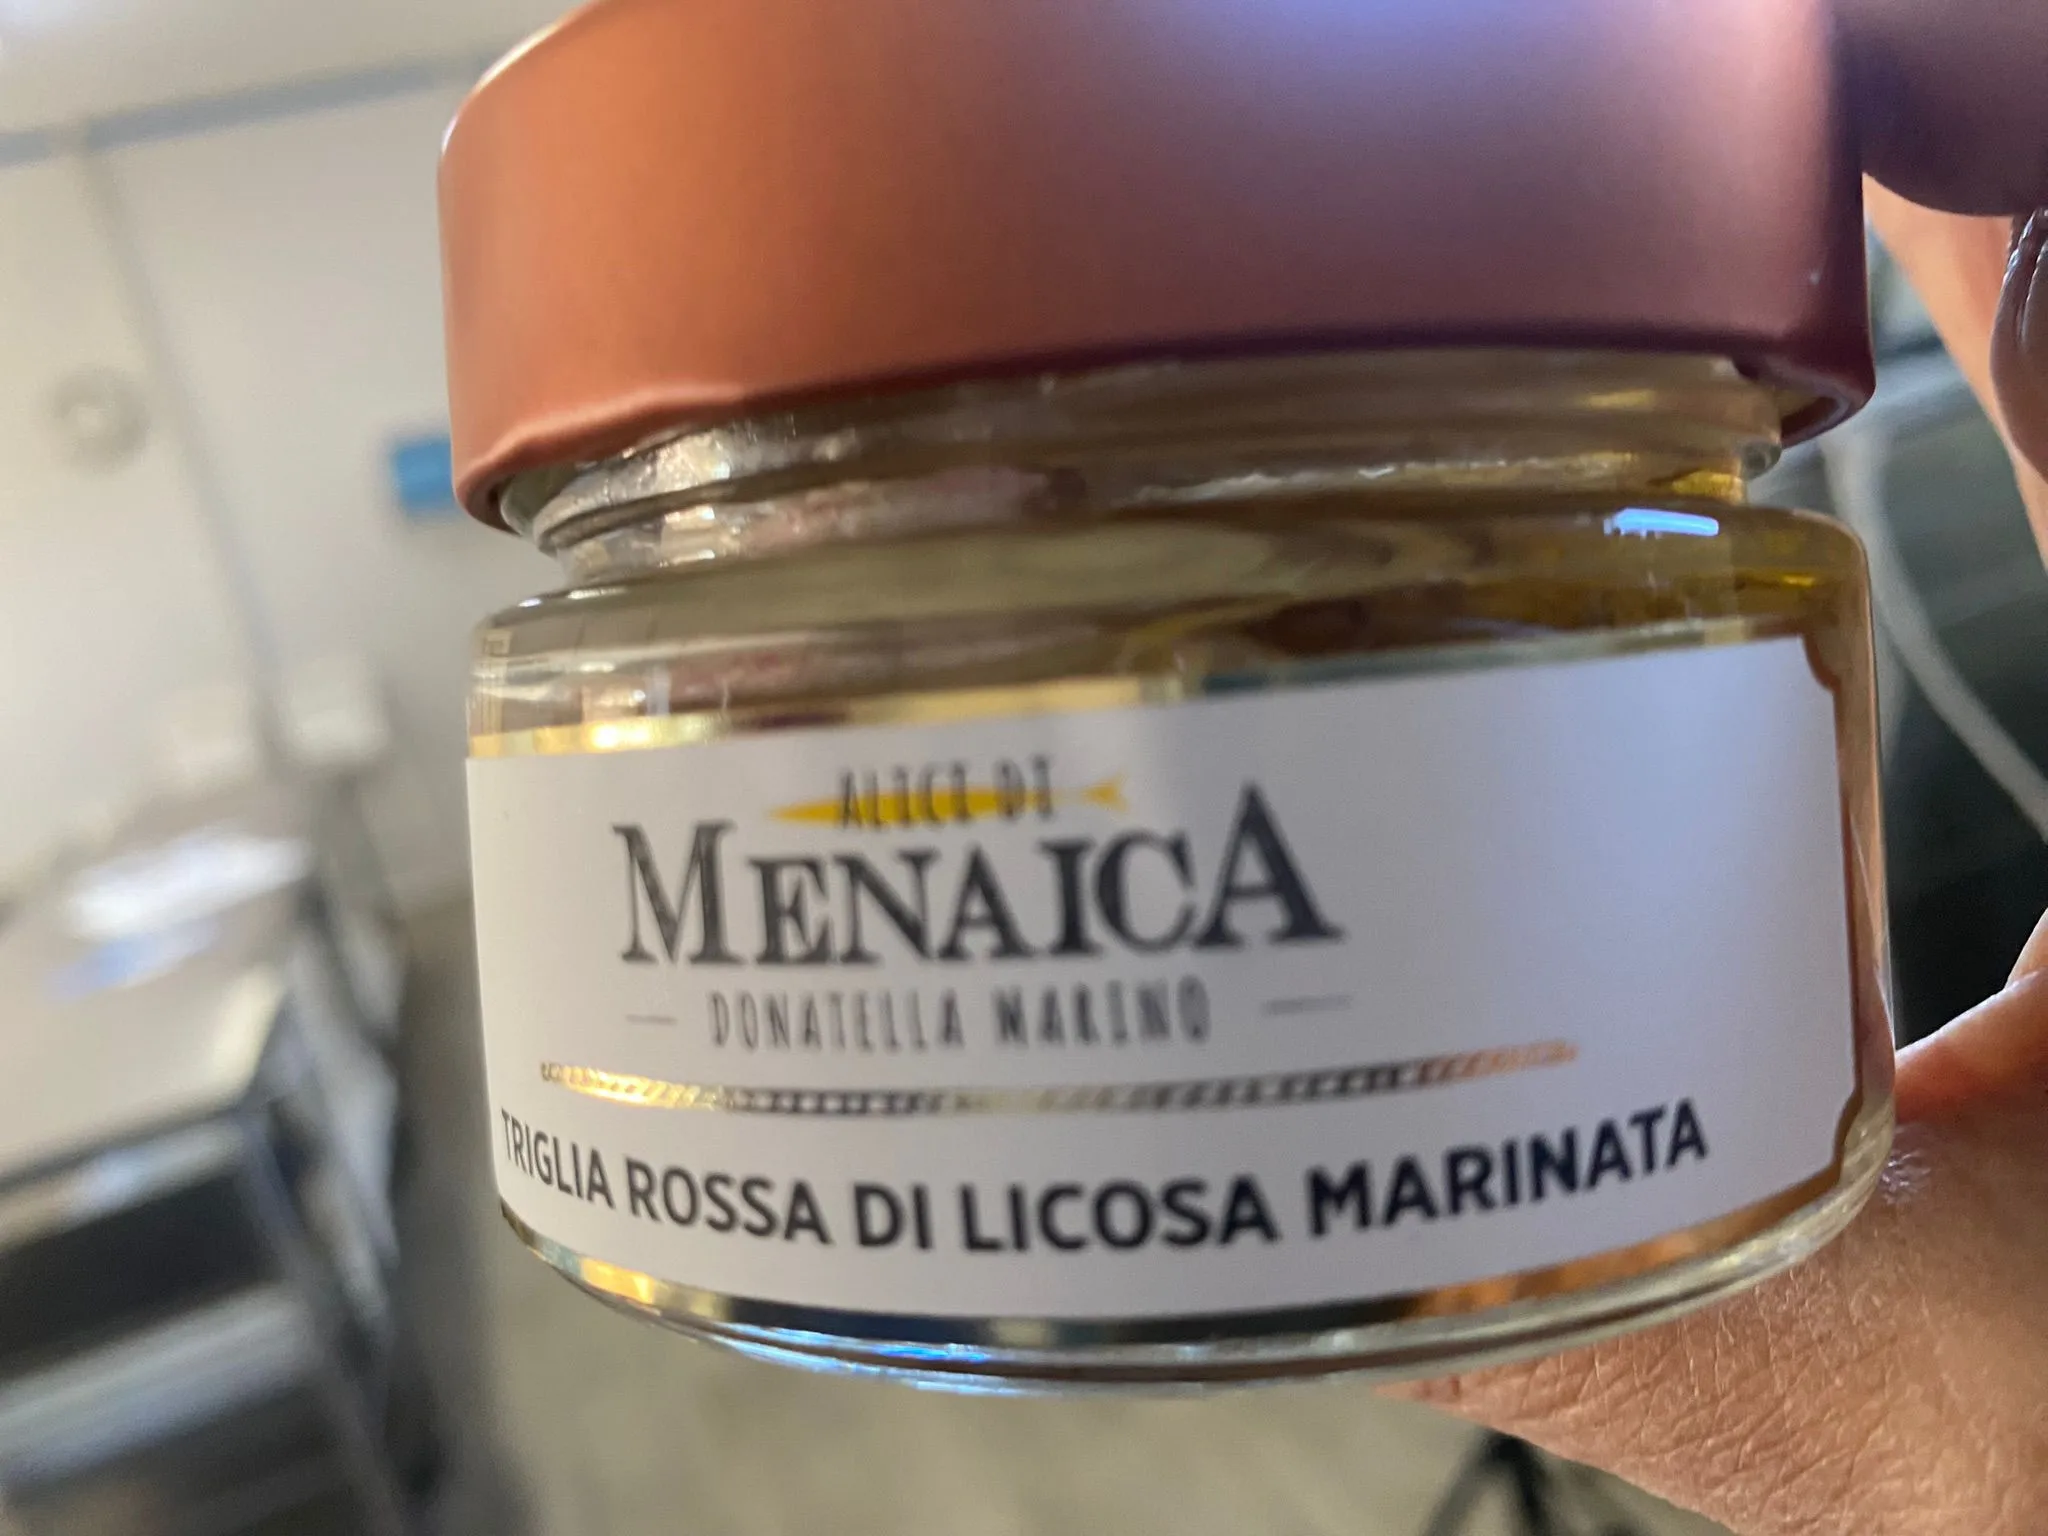 ALICI DI
MENAICA
DONATELLA MARINO
TRIGLIA ROSSA DI LICOSA MARINATA